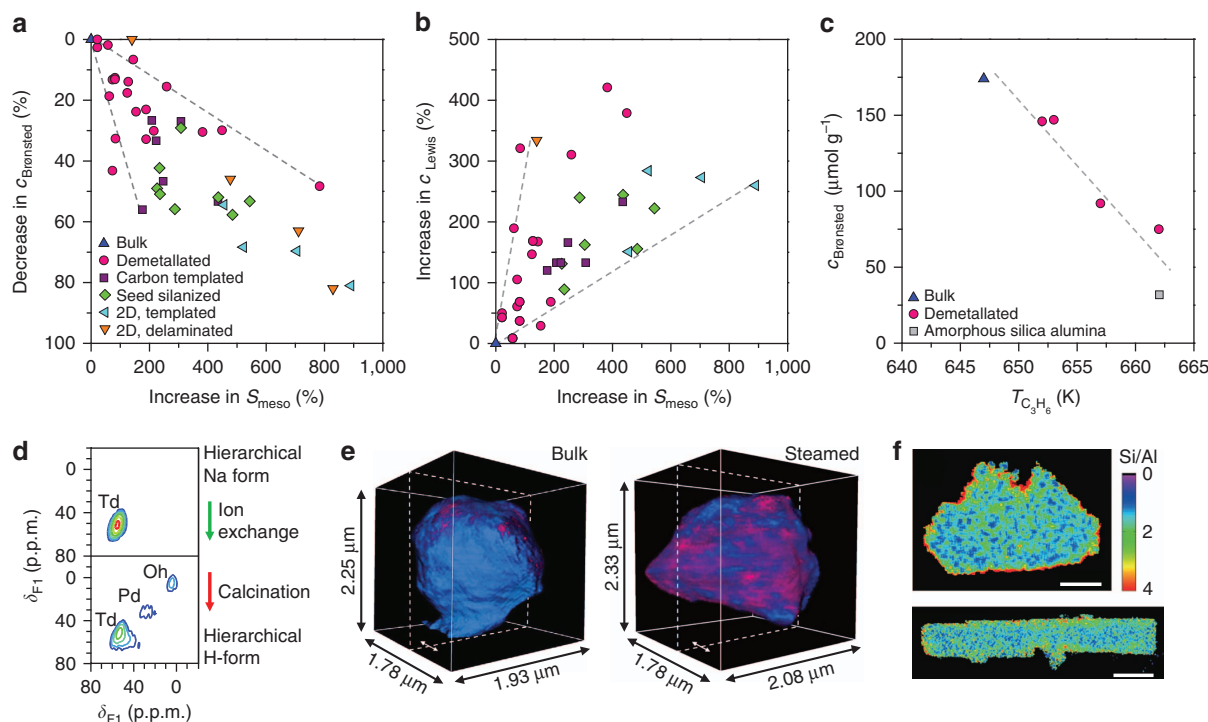 a
0
20
40
60
80
100
Decrease in cBrønsted (%)
Bulk
Demetallated
Carbon templated
Seed silanized
2D, templated
2D, delaminated
0 200 400 600 800 1,000
Increase in Smeso (%)
b
500
400
300
200
100
0
Increase in cLewis (%)
0 200 400 600 800 1,000
Increase in Smeso (%)
c
200
150
100
50
0
cBrønsted (μmol g−1)
Bulk
Demetallated
Amorphous silica alumina
640 645 650 655 660 665
TC3H6 (K)
d
0
40
80
0
40
80
δF1 (p.p.m.)
Td
Oh
Pd
Td
80 40 0
δF1 (p.p.m.)
Hierarchical
Na form
Ion
exchange
Calcination
Hierarchical
H-form
e
Bulk
2.25 μm
1.78 μm
1.93 μm
Steamed
2.33 μm
1.78 μm
2.08 μm
f
Si/Al
0
2
4